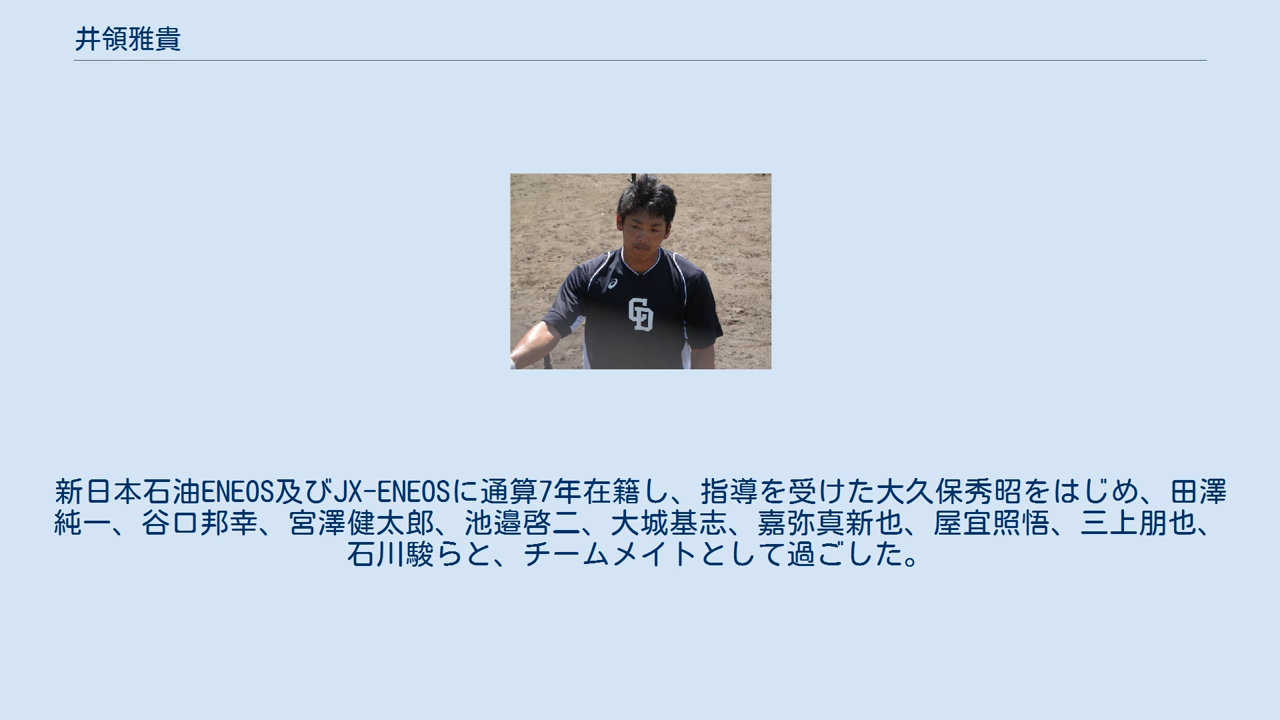 井領雅貴
CD
新日本石油ENEOS及びJX-ENEOSに通算7年在籍し、指導を受けた大久保秀昭をはじめ、田澤
純一、谷口邦幸、宮澤健太郎、池邉啓二、大城基志、嘉弥真新也、屋宜照悟、三上朋也、
石川駿らと、チームメイトとして過ごした。